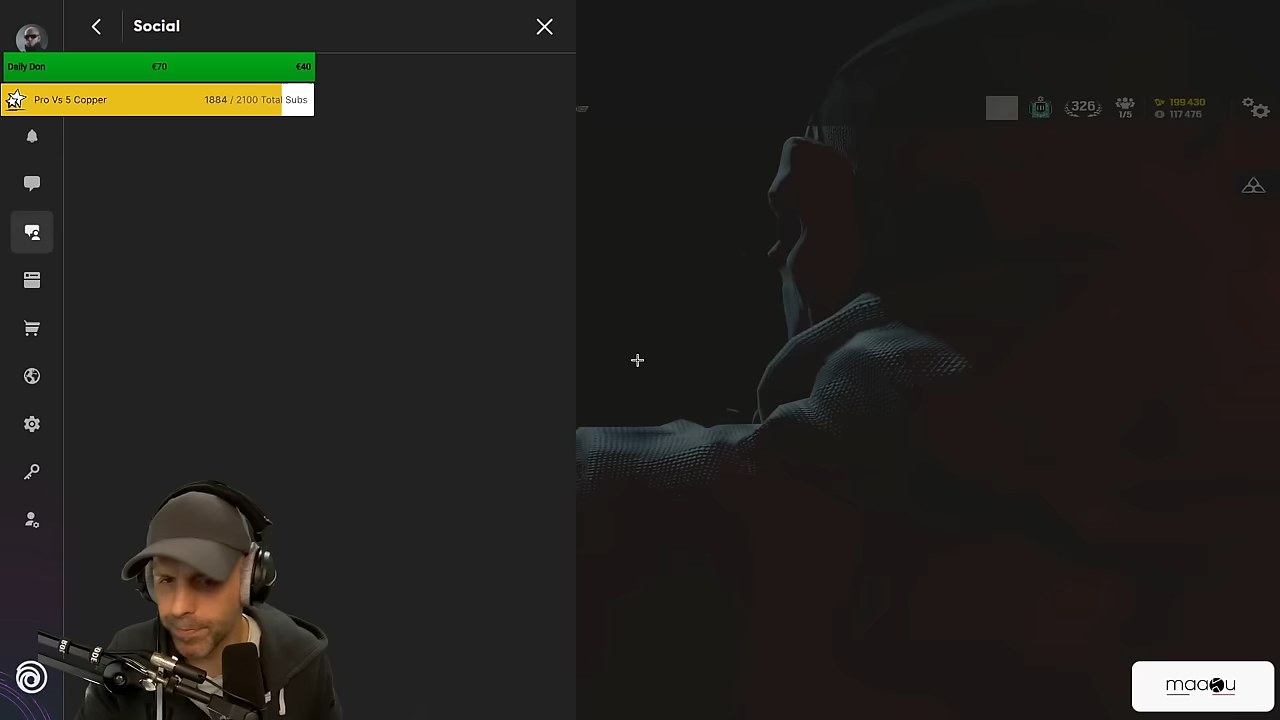 Social
Daily Don €70 €40
Pro Vs 5 Copper 1884 / 2100 Total Subs
326
1/5
199 430
117 476
maaku